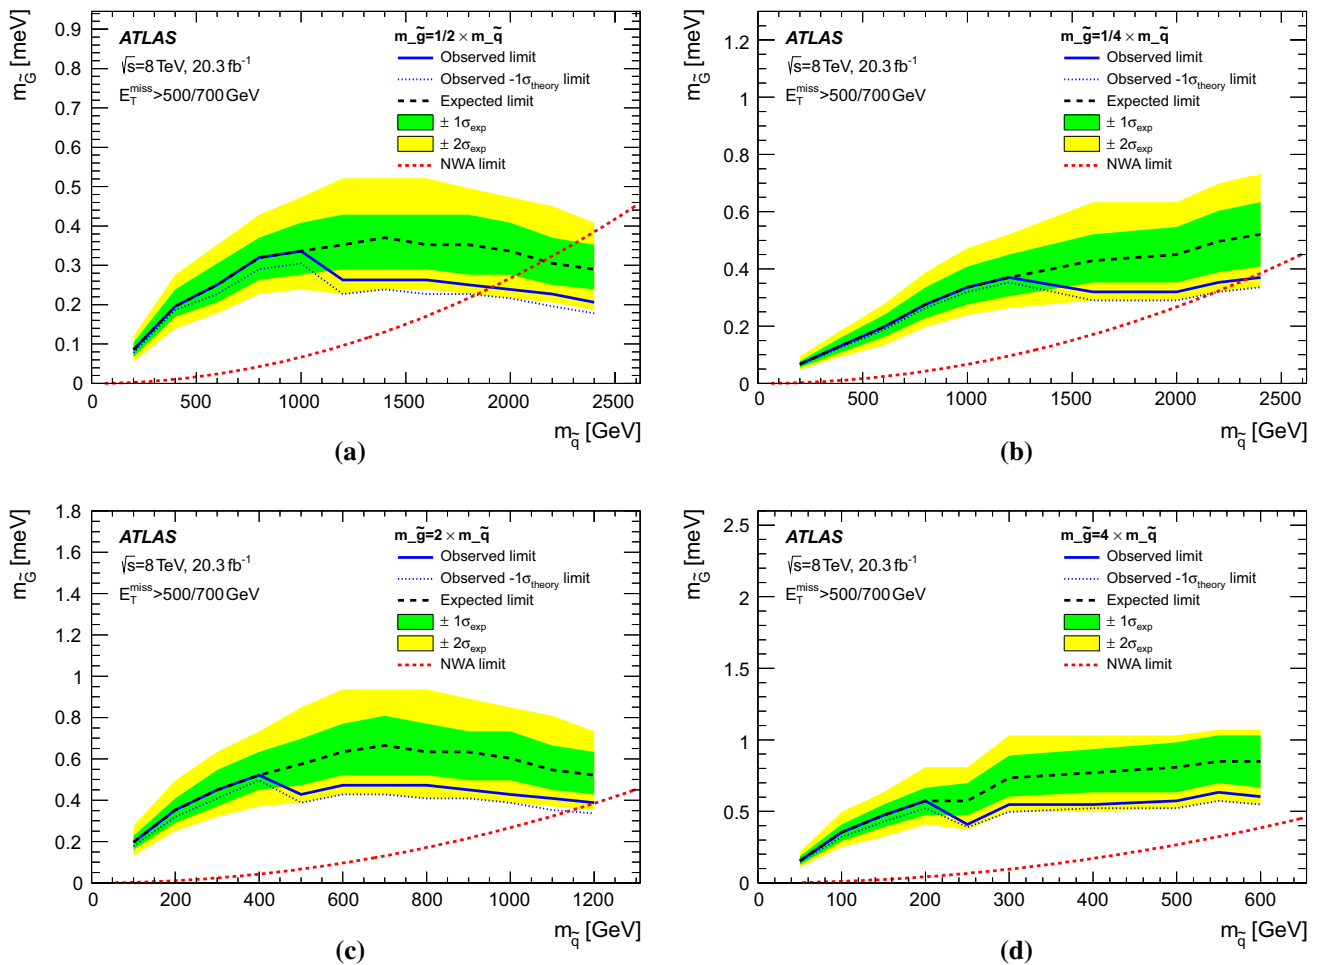 m_G̃ [meV]
0.9
0.8
0.7
0.6
0.5
0.4
0.3
0.2
0.1
0
ATLAS
√s=8 TeV, 20.3 fb⁻¹
E_T^miss>500/700 GeV
m_g̃=1/2 × m_q̃
Observed limit
Observed -1σ_theory limit
Expected limit
± 1σ_exp
± 2σ_exp
NWA limit
0 500 1000 1500 2000 2500
m_q̃ [GeV]
(a)
m_G̃ [meV]
1.2
1
0.8
0.6
0.4
0.2
0
ATLAS
√s=8 TeV, 20.3 fb⁻¹
E_T^miss>500/700 GeV
m_g̃=1/4 × m_q̃
Observed limit
Observed -1σ_theory limit
Expected limit
± 1σ_exp
± 2σ_exp
NWA limit
0 500 1000 1500 2000 2500
m_q̃ [GeV]
(b)
m_G̃ [meV]
1.8
1.6
1.4
1.2
1
0.8
0.6
0.4
0.2
0
ATLAS
√s=8 TeV, 20.3 fb⁻¹
E_T^miss>500/700 GeV
m_g̃=2 × m_q̃
Observed limit
Observed -1σ_theory limit
Expected limit
± 1σ_exp
± 2σ_exp
NWA limit
0 200 400 600 800 1000 1200
m_q̃ [GeV]
(c)
m_G̃ [meV]
2.5
2
1.5
1
0.5
0
ATLAS
√s=8 TeV, 20.3 fb⁻¹
E_T^miss>500/700 GeV
m_g̃=4 × m_q̃
Observed limit
Observed -1σ_theory limit
Expected limit
± 1σ_exp
± 2σ_exp
NWA limit
0 100 200 300 400 500 600
m_q̃ [GeV]
(d)